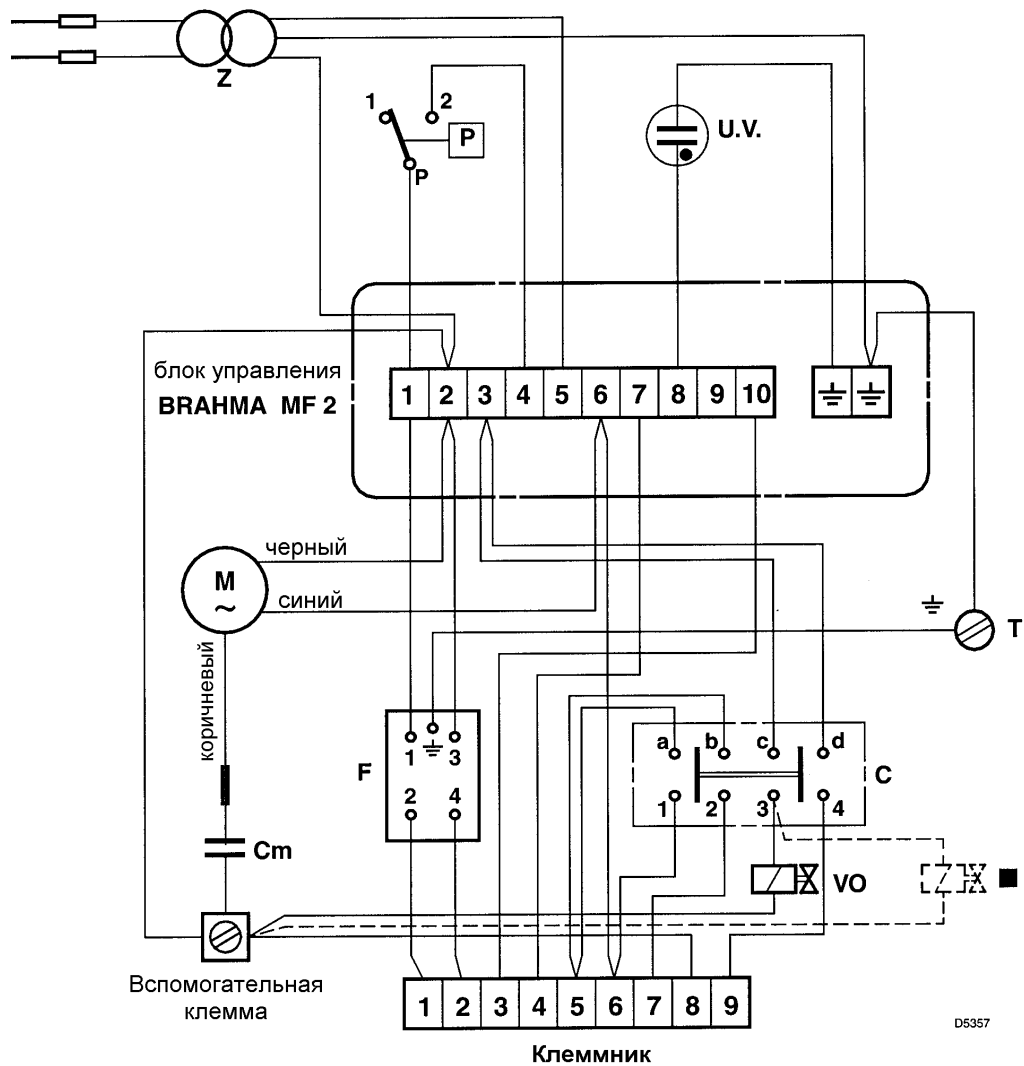 Z
1 2
P
P
U.V.
блок управления
BRAHMA MF 2
1 2 3 4 5 6 7 8 9 10
черный
M
~
синий
коричневый
T
F
1 3
2 4
a b c d
C
1 2 3 4
Cm
VO
Вспомогательная
клемма
1 2 3 4 5 6 7 8 9
D5357
Клеммник